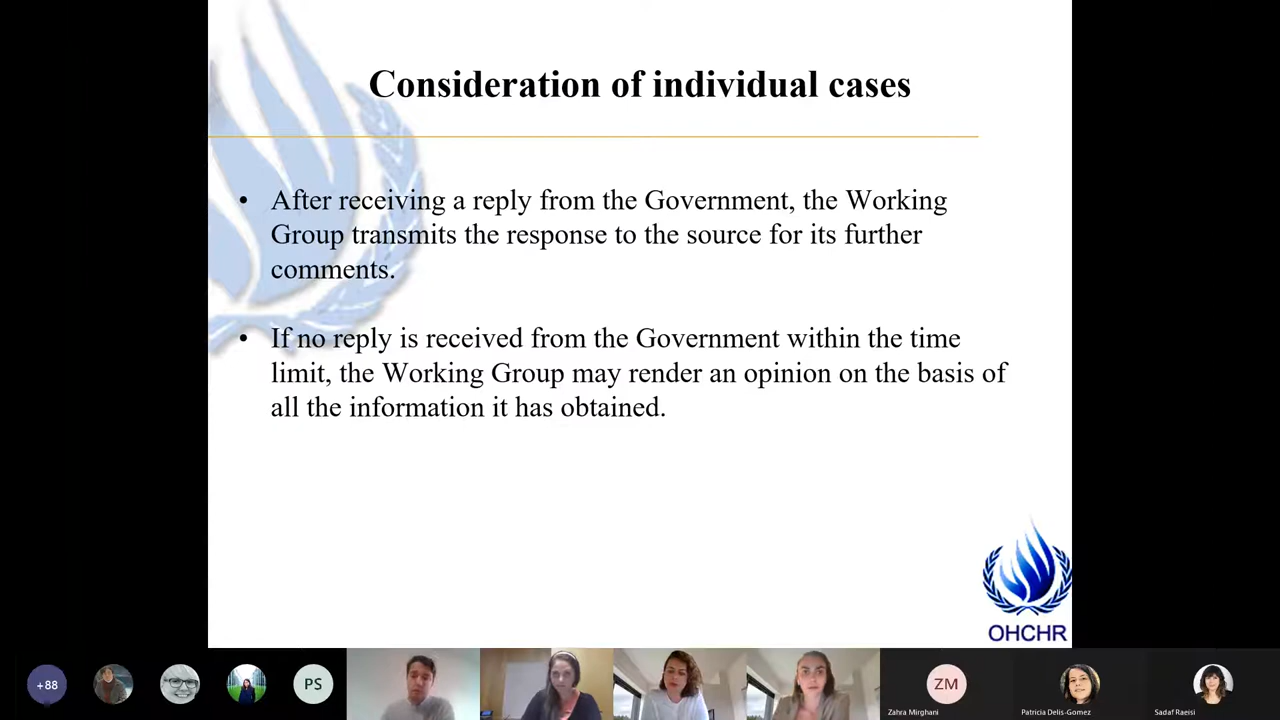 Consideration of individual cases
• After receiving a reply from the Government, the Working
Group transmits the response to the source for its further
comments.
• If no reply is received from the Government within the time
limit, the Working Group may render an opinion on the basis of
all the information it has obtained.
OHCHR
+88
PS
ZM
Zahra Mirghani
Patricia Delis-Gomez
Sadaf Raeisi